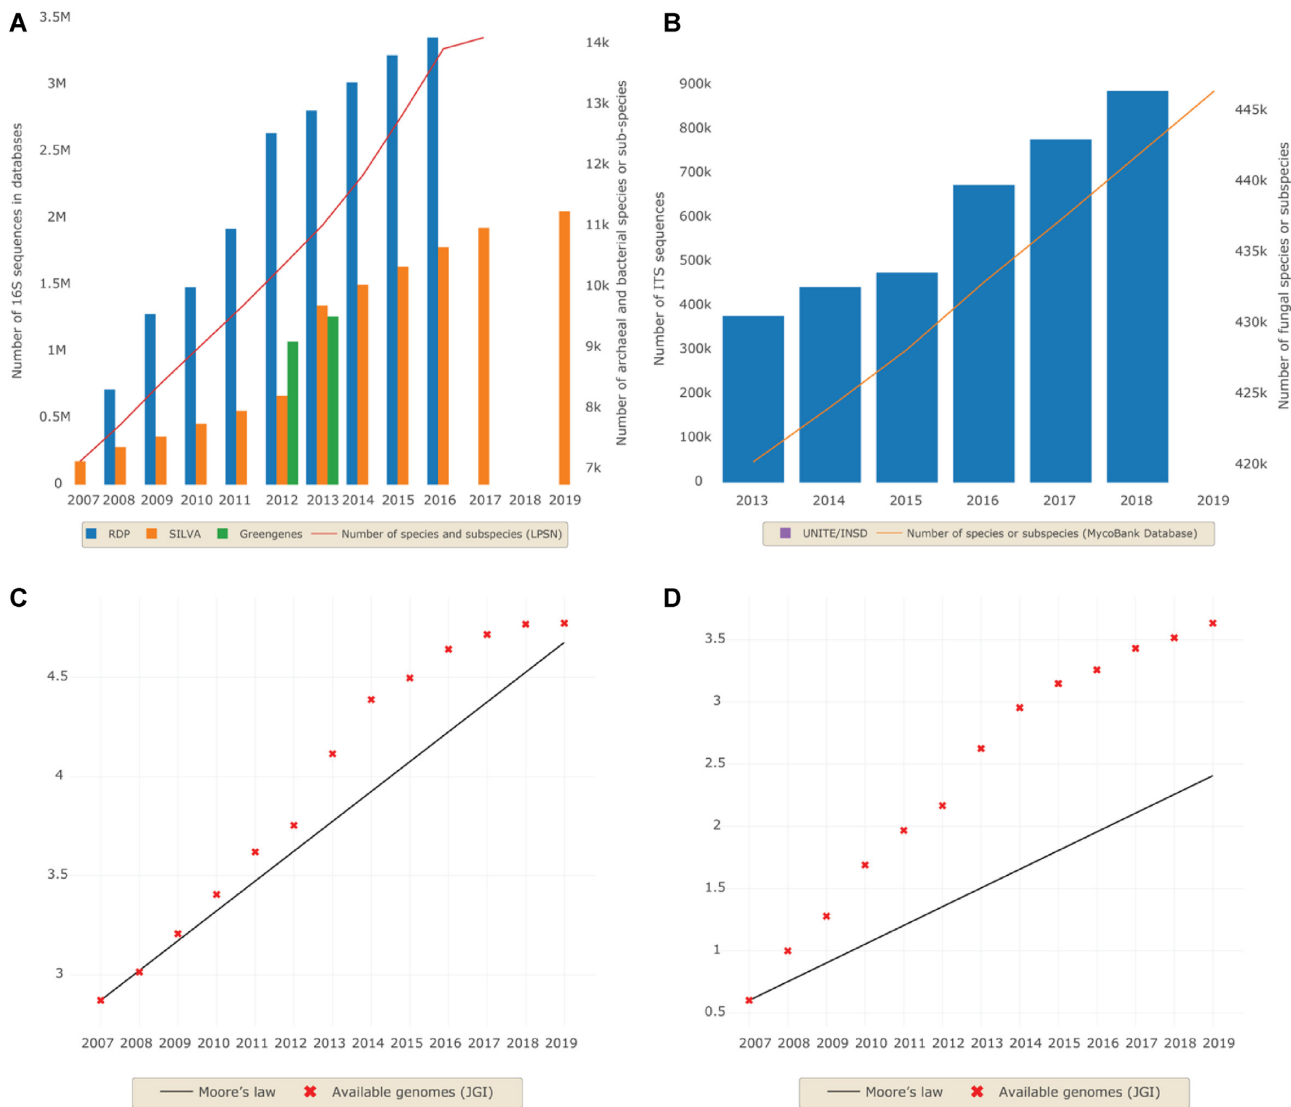 A
3.5M
3M
2.5M
2M
1.5M
1M
0.5M
0
Number of 16S sequences in databases
14k
13k
12k
11k
10k
9k
8k
7k
Number of archaeal and bacterial species or sub-species
2007 2008 2009 2010 2011 2012 2013 2014 2015 2016 2017 2018 2019
RDP SILVA Greengenes Number of species and subspecies (LPSN)
B
900k
800k
700k
600k
500k
400k
300k
200k
100k
0
Number of ITS sequences
445k
440k
435k
430k
425k
420k
Number of fungal species or subspecies
2013 2014 2015 2016 2017 2018 2019
UNITE/INSD Number of species or subspecies (MycoBank Database)
C
4.5
4
3.5
3
2007 2008 2009 2010 2011 2012 2013 2014 2015 2016 2017 2018 2019
Moore's law Available genomes (JGI)
D
3.5
3
2.5
2
1.5
1
0.5
2007 2008 2009 2010 2011 2012 2013 2014 2015 2016 2017 2018 2019
Moore's law Available genomes (JGI)